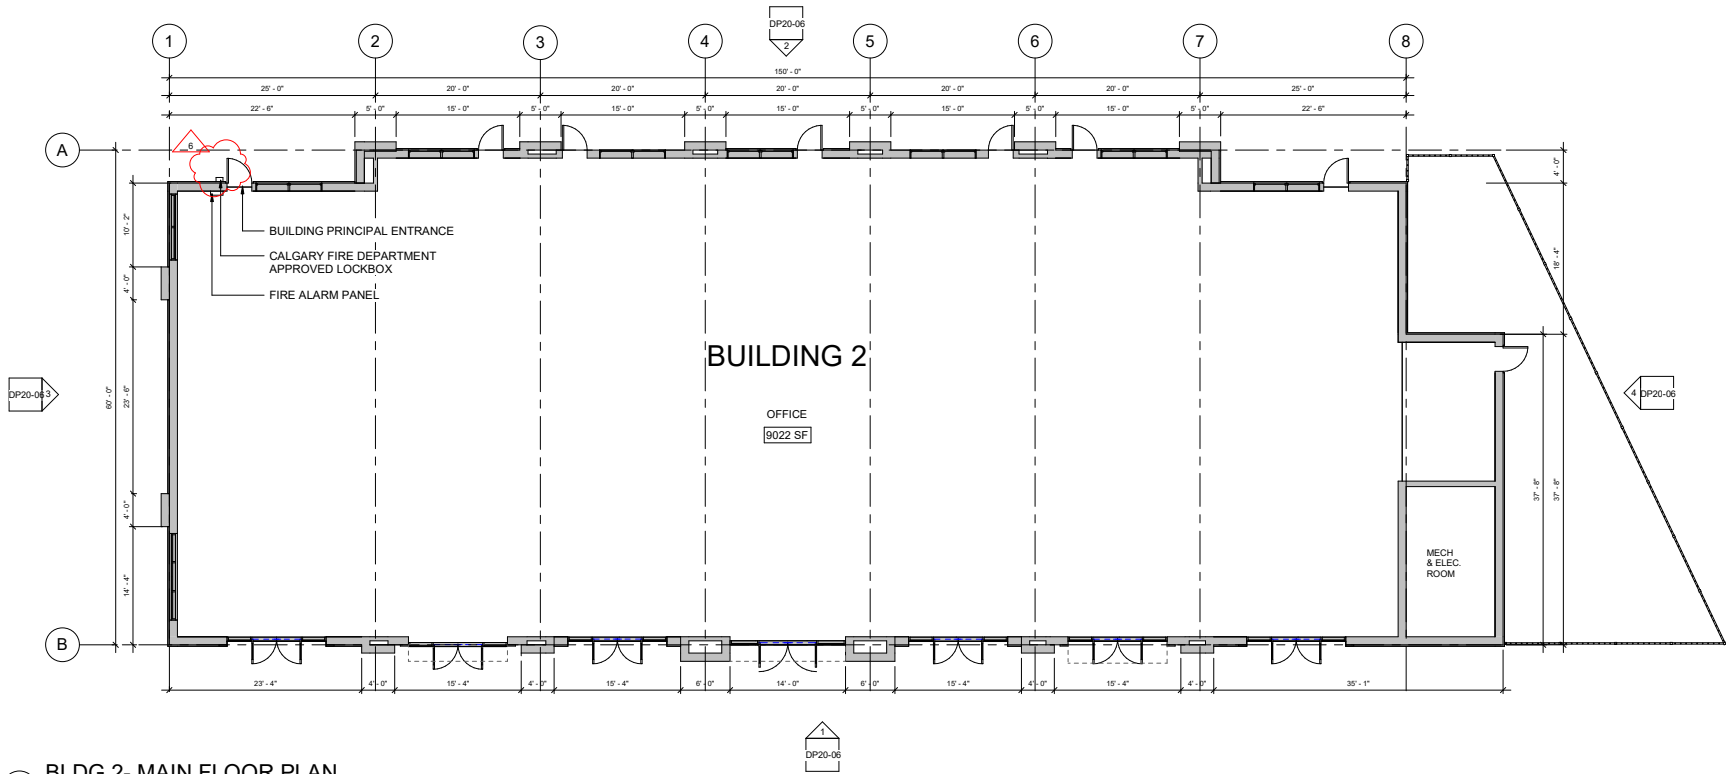 DP20-06
2
1 2 3 4 5 6 7 8
150' - 0"
25' - 0" 20' - 0" 20' - 0" 20' - 0" 20' - 0" 20' - 0" 25' - 0"
22' - 6" 5' - 0" 15' - 0" 5' - 0" 15' - 0" 5' - 0" 15' - 0" 5' - 0" 15' - 0" 5' - 0" 15' - 0" 5' - 0" 22' - 6"
A
6
4' - 0"
10' - 2"
BUILDING PRINCIPAL ENTRANCE
CALGARY FIRE DEPARTMENT
APPROVED LOCKBOX
FIRE ALARM PANEL
18' - 4"
4' - 0"
BUILDING 2
DP20-06 3
60' - 0"
23' - 6"
4 DP20-06
OFFICE
9022 SF
37' - 8"
37' - 8"
4' - 0"
MECH
& ELEC.
ROOM
14' - 4"
B
23' - 4" 4' - 0" 15' - 4" 4' - 0" 15' - 4" 6' - 0" 14' - 0" 6' - 0" 15' - 4" 4' - 0" 15' - 4" 4' - 0" 35' - 1"
1
DP20-06
BLDG 2- MAIN FLOOR PLAN